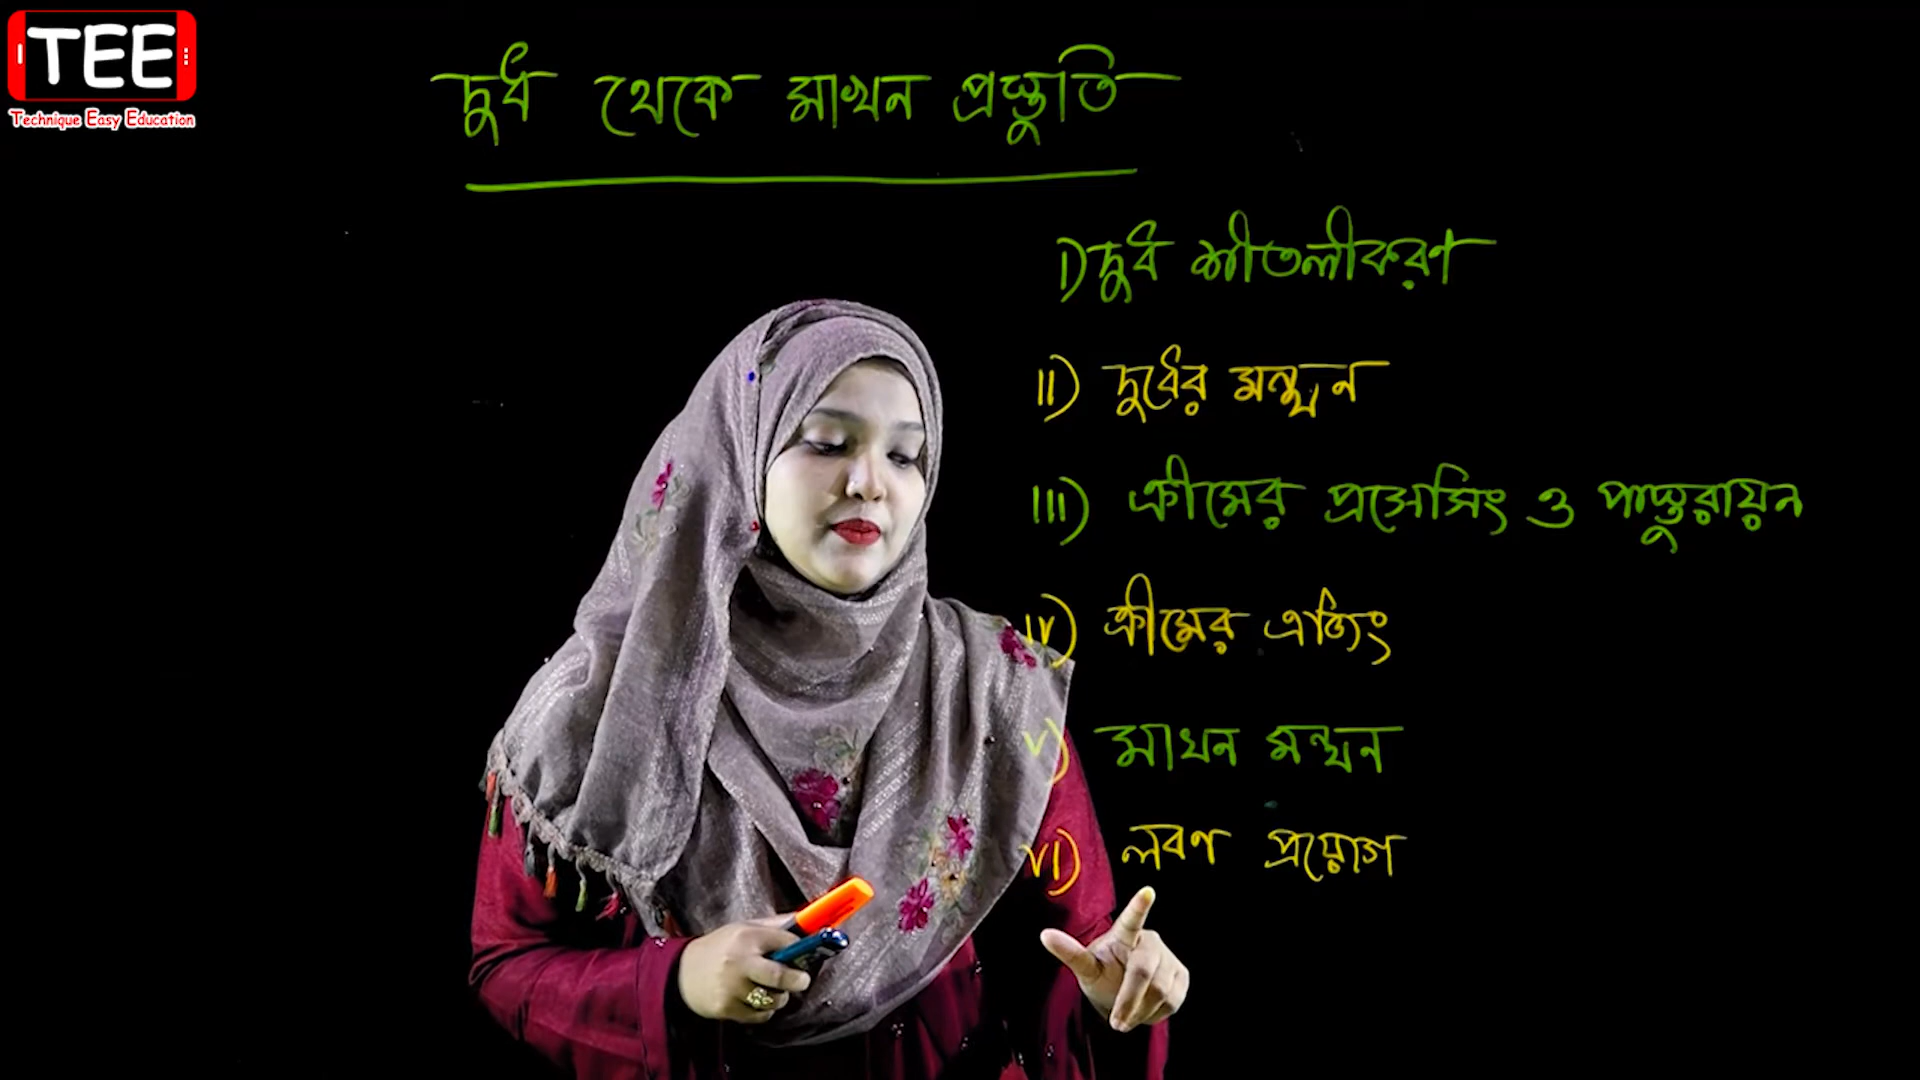 TEE
Technique Easy Education
দুধ থেকে মাখন প্রস্তুতি
I) দুধ শীতলীকরণ
II) দুধের মন্থন
III) ক্রীমের প্রসেসিং ও পাস্তুরায়ন
IV) ক্রীমের এজিং
V) মাখন মন্থন
VI) লবণ প্রয়োগ